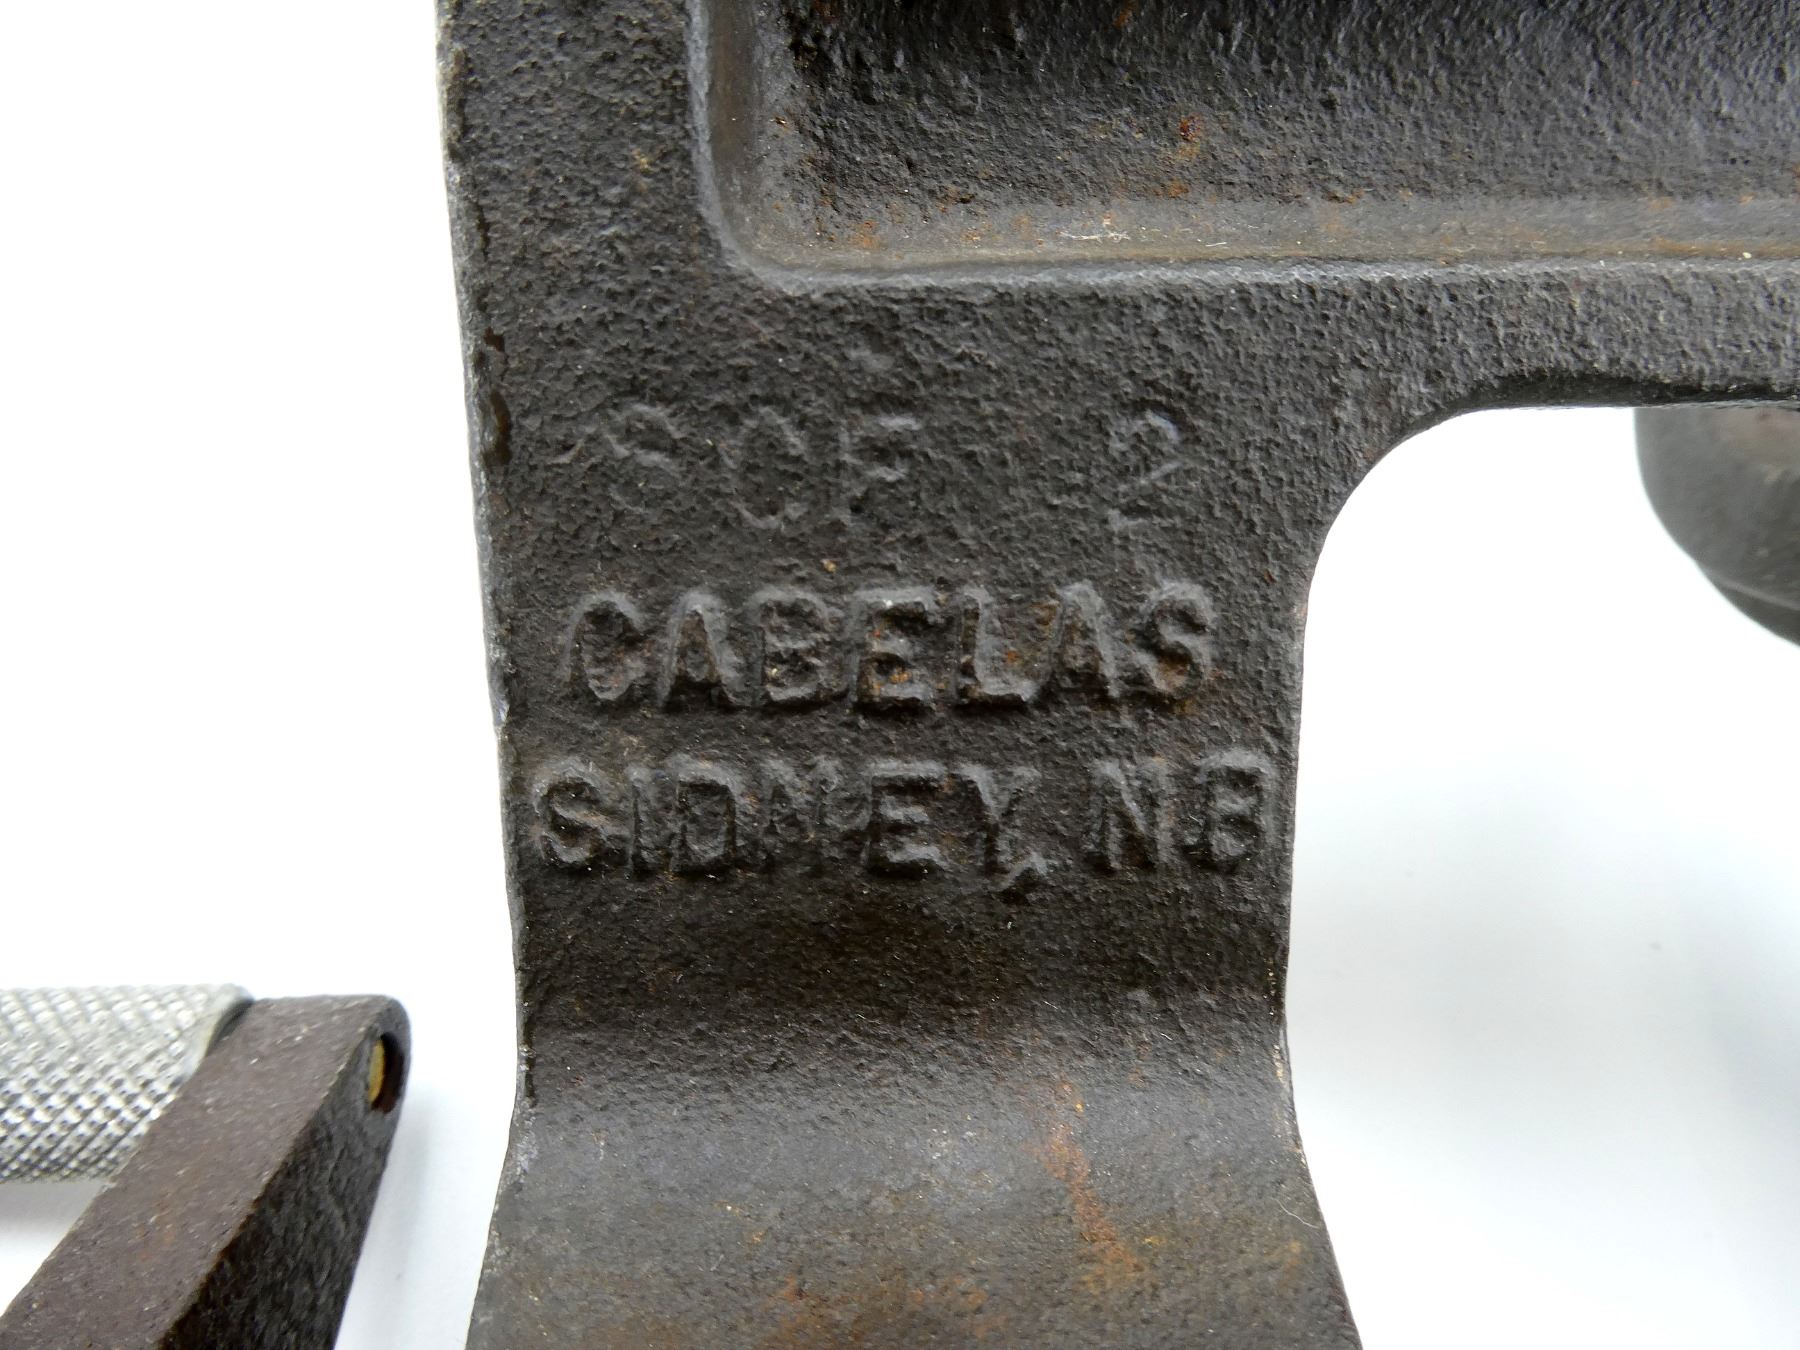 SCF 2
CABELAS
SIDNEY, NB